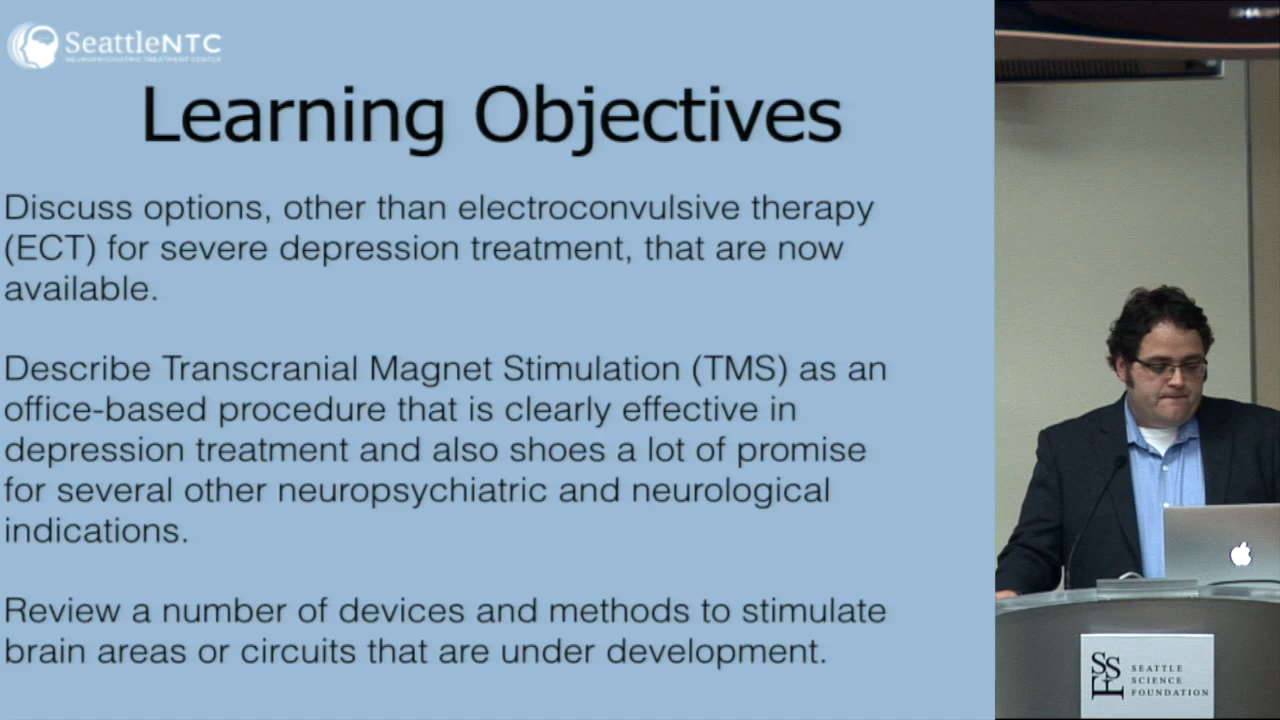 SeattleNTC
NEUROPSYCHIATRIC TREATMENT CENTER
Learning Objectives
Discuss options, other than electroconvulsive therapy
(ECT) for severe depression treatment, that are now
available.
Describe Transcranial Magnet Stimulation (TMS) as an
office-based procedure that is clearly effective in
depression treatment and also shoes a lot of promise
for several other neuropsychiatric and neurological
indications.
Review a number of devices and methods to stimulate
brain areas or circuits that are under development.
SSF
SEATTLE
SCIENCE
FOUNDATION